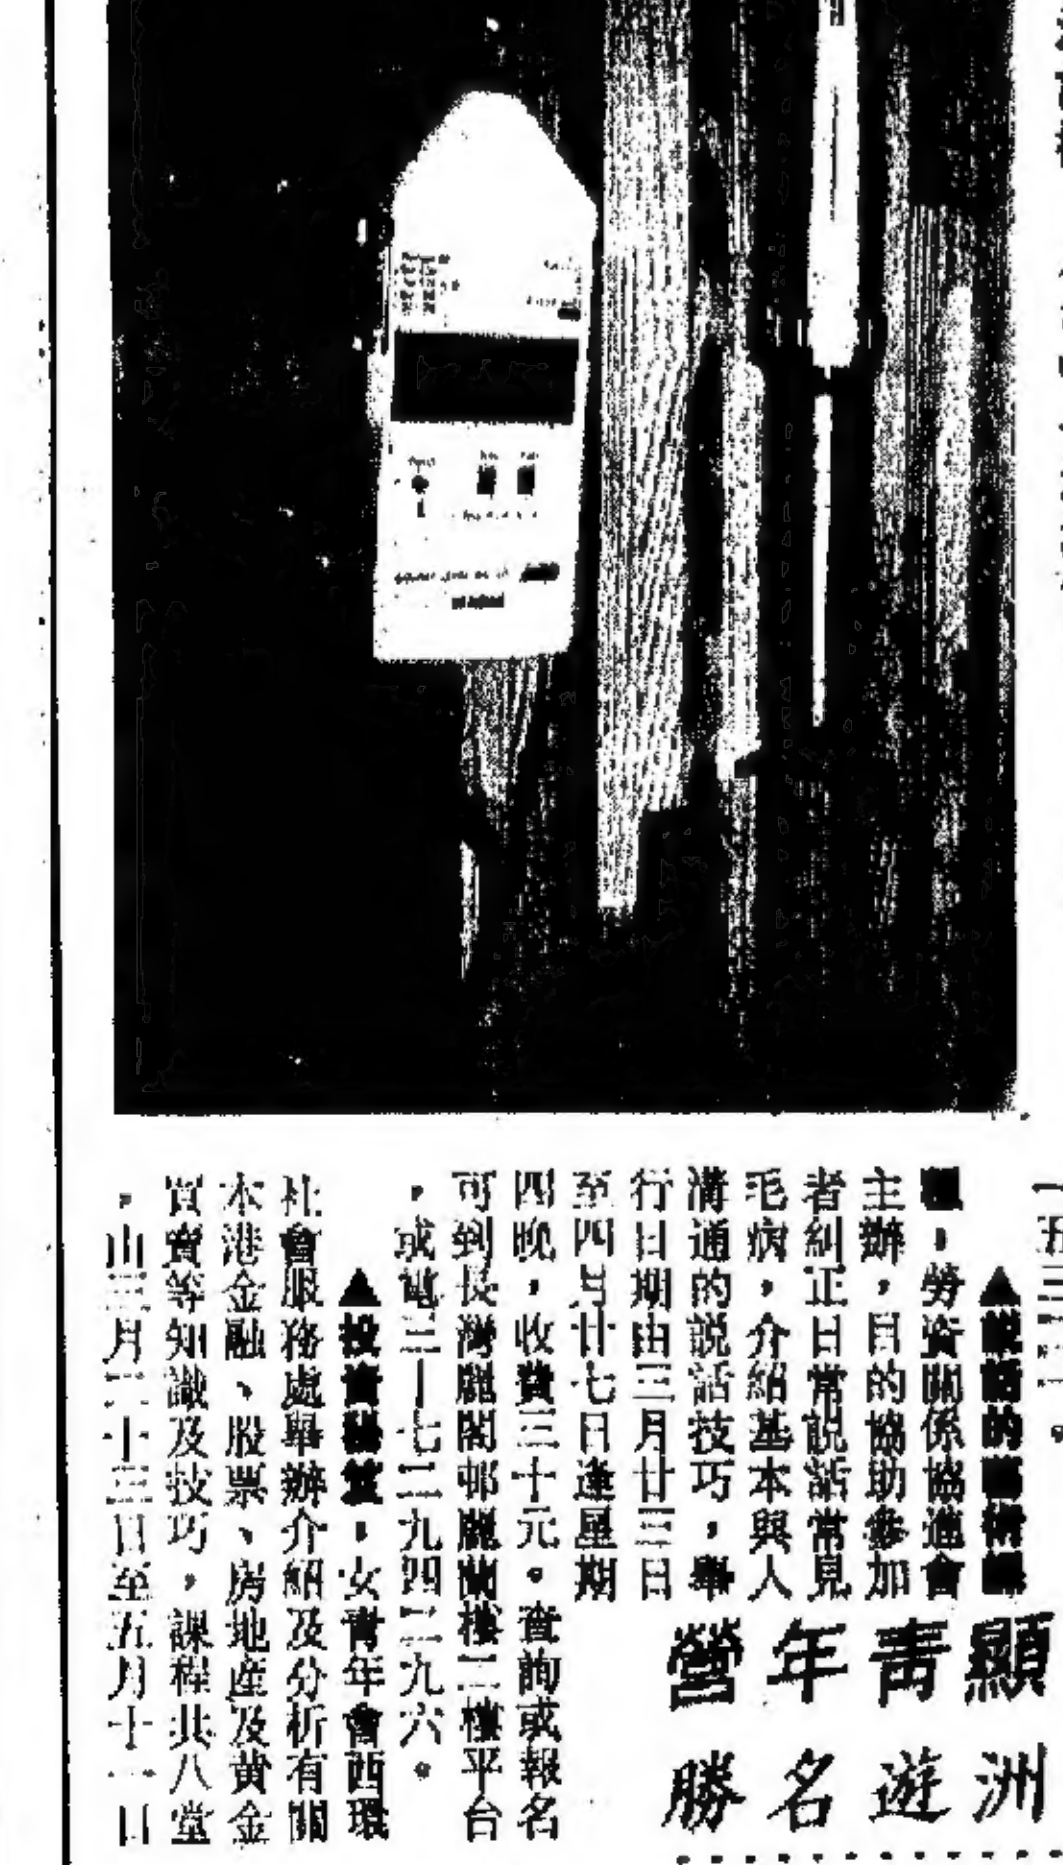 一五三二一。
▲說話的藝術
，勞資關係協進會
主辦，目的協助參加
者糾正日常說話常見
毛病，介紹基本與人
溝通的說話技巧，舉
行日期由三月廿三日
至四月廿七日逢星期
四晚，收費三十元。查詢或報名
可到長灣麗閣邨麗蘭樓二樓平台
，或電三—七二九四二九六。
▲投資秘笈，女青年會西環
社會服務處舉辦介紹及分析有關
本港金融、股票、房地產及黃金
買賣等知識及技巧，課程共八堂
，由三月二十三日至五月十一日
顯青年營
洲遊名勝